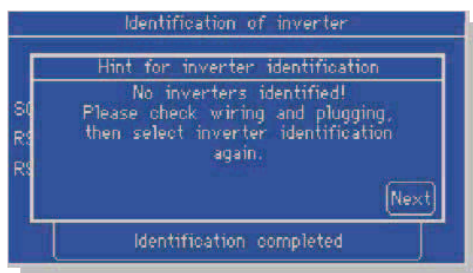 Identification of inverter
Hint for inverter identification
No inverters identified!
Please check wiring and plugging,
then select inverter identification
again.
Next
Identification completed